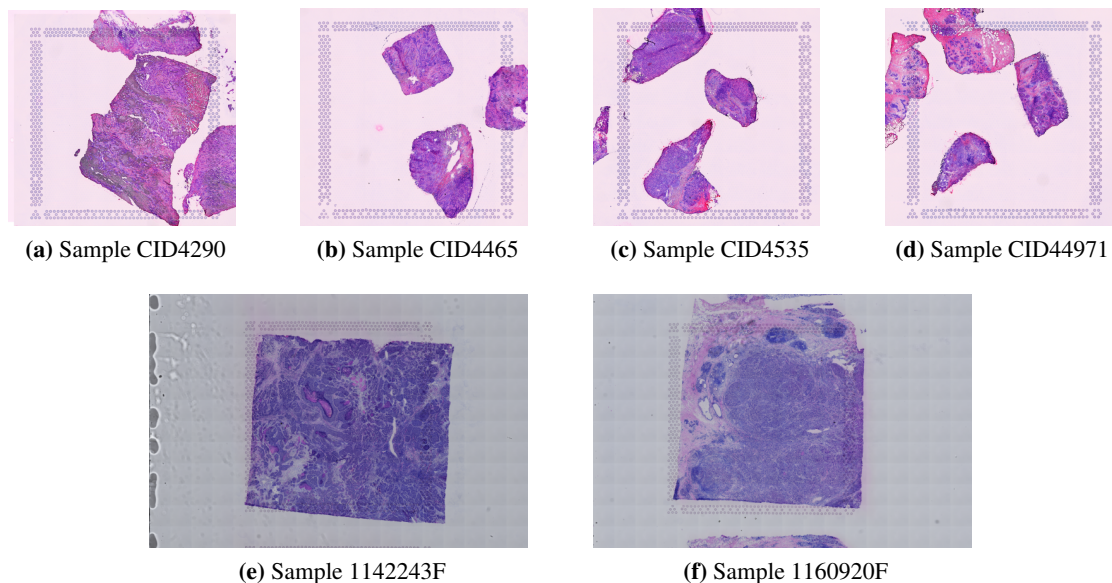 (a) Sample CID4290
(b) Sample CID4465
(c) Sample CID4535
(d) Sample CID44971
(e) Sample 1142243F
(f) Sample 1160920F